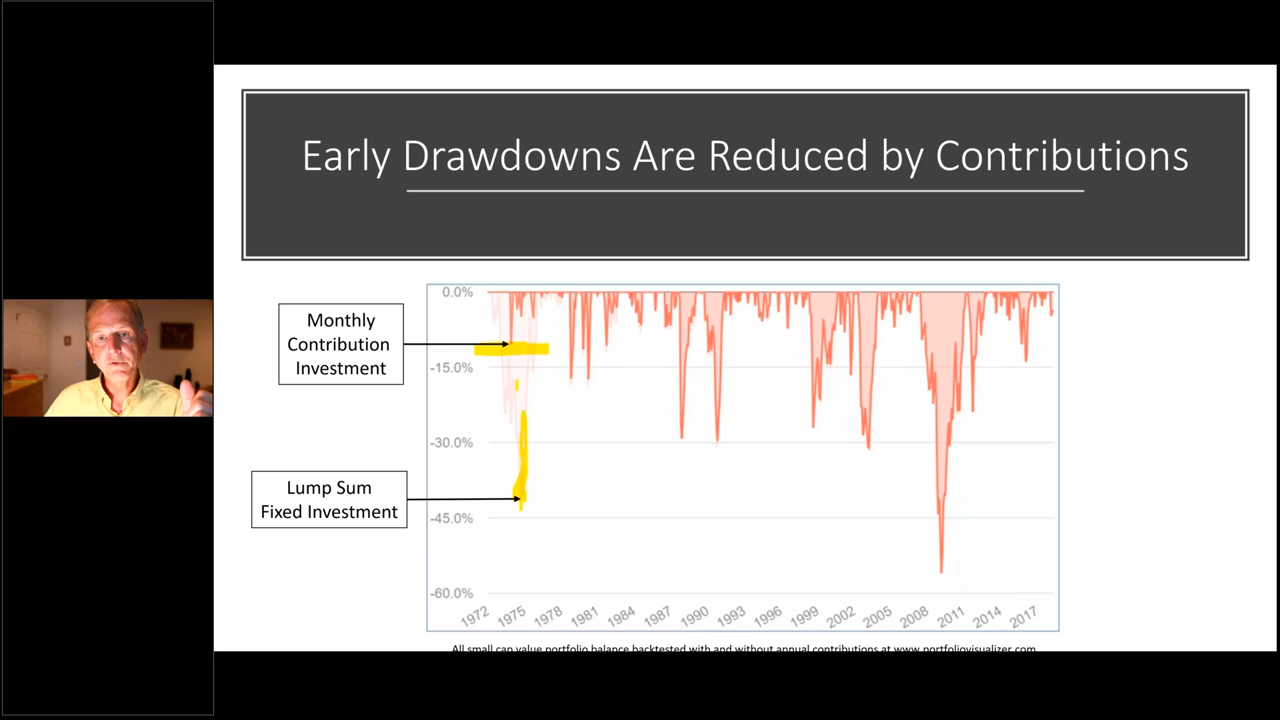 Early Drawdowns Are Reduced by Contributions
Monthly
Contribution
Investment
Lump Sum
Fixed Investment
0.0%
-15.0%
-30.0%
-45.0%
-60.0%
1972 1975 1978 1981 1984 1987 1990 1993 1996 1999 2002 2005 2008 2011 2014 2017
All small cap value portfolio balance backtested with and without annual contributions at www.portfoliovisualizer.com